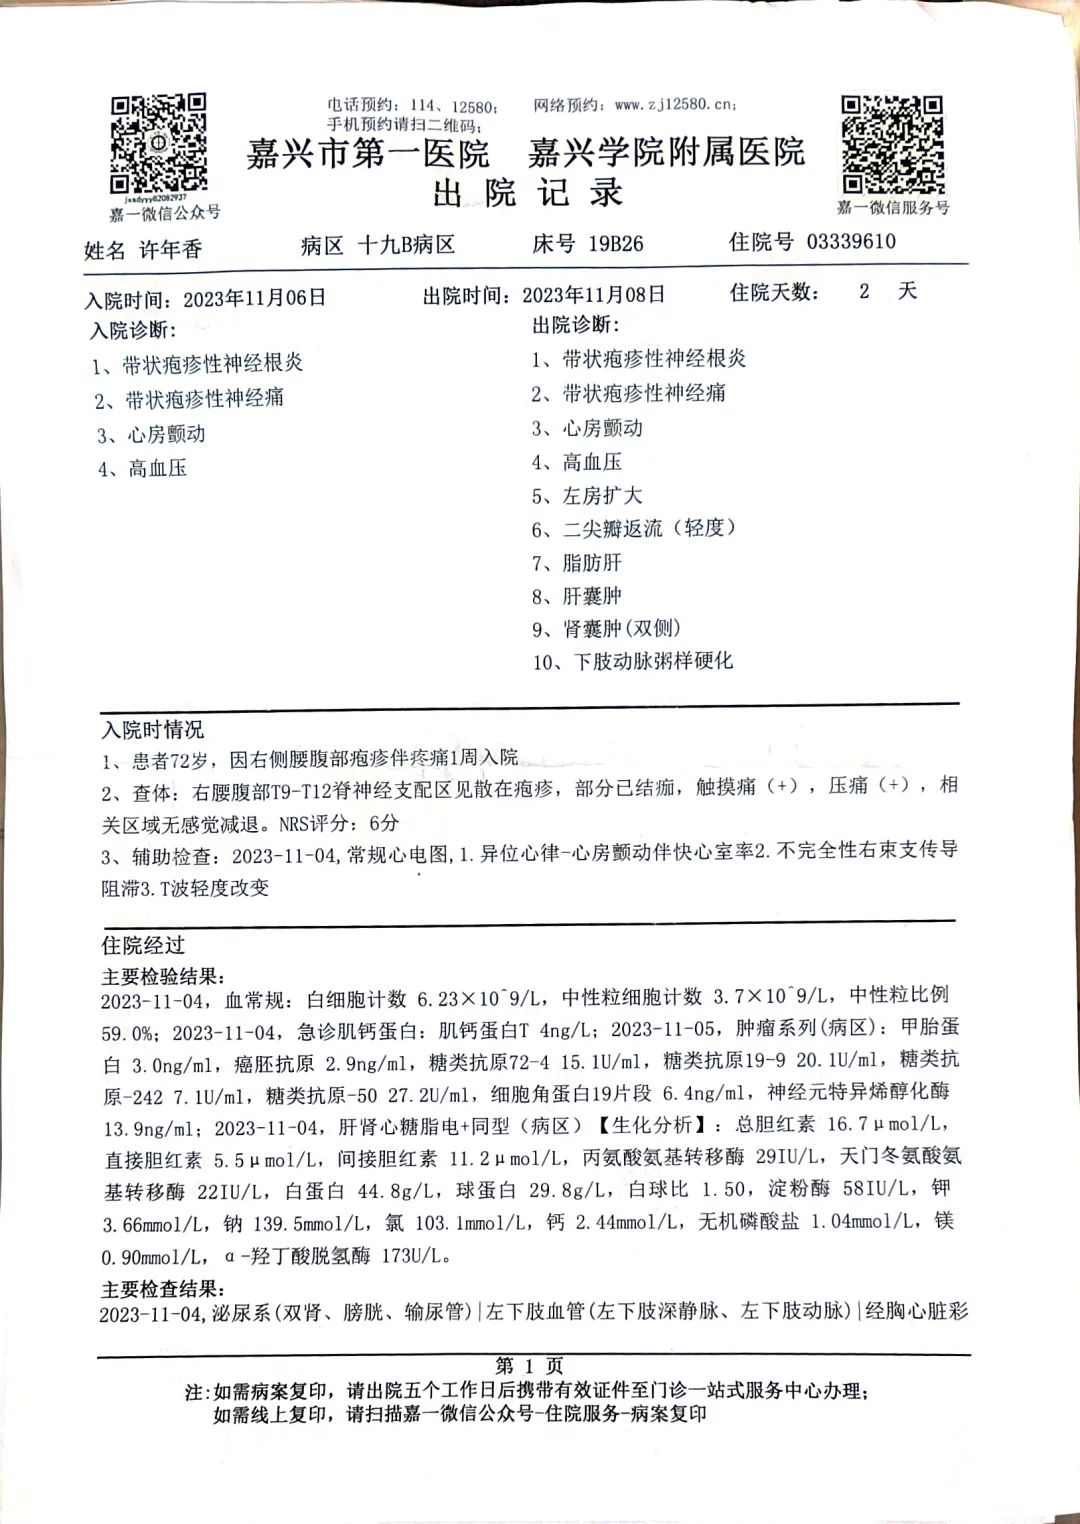 电话预约：114、12580；    网络预约：www.zj12580.cn；
手机预约请扫二维码；
嘉兴市第一医院  嘉兴学院附属医院
出 院 记 录
jxsdyyy82082937
嘉一微信公众号
嘉一微信服务号
姓名 许年香    病区 十九B病区    床号 19B26    住院号 03339610
入院时间：2023年11月06日    出院时间：2023年11月08日    住院天数： 2 天
入院诊断：
1、带状疱疹性神经根炎
2、带状疱疹性神经痛
3、心房颤动
4、高血压
出院诊断：
1、带状疱疹性神经根炎
2、带状疱疹性神经痛
3、心房颤动
4、高血压
5、左房扩大
6、二尖瓣返流（轻度）
7、脂肪肝
8、肝囊肿
9、肾囊肿(双侧)
10、下肢动脉粥样硬化
入院时情况
1、患者72岁，因右侧腰腹部疱疹伴疼痛1周入院
2、查体：右腰腹部T9-T12脊神经支配区见散在疱疹，部分已结痂，触摸痛（+），压痛（+），相
关区域无感觉减退。NRS评分：6分
3、辅助检查：2023-11-04,常规心电图,1.异位心律-心房颤动伴快心室率2.不完全性右束支传导
阻滞3.T波轻度改变
住院经过
主要检验结果：
2023-11-04，血常规：白细胞计数 6.23×10^9/L，中性粒细胞计数 3.7×10^9/L，中性粒比例
59.0%；2023-11-04，急诊肌钙蛋白：肌钙蛋白T 4ng/L；2023-11-05，肿瘤系列(病区)：甲胎蛋
白 3.0ng/ml，癌胚抗原 2.9ng/ml，糖类抗原72-4 15.1U/ml，糖类抗原19-9 20.1U/ml，糖类抗
原-242 7.1U/ml，糖类抗原-50 27.2U/ml，细胞角蛋白19片段 6.4ng/ml，神经元特异烯醇化酶
13.9ng/ml；2023-11-04，肝肾心糖脂电+同型（病区）【生化分析】：总胆红素 16.7μmol/L，
直接胆红素 5.5μmol/L，间接胆红素 11.2μmol/L，丙氨酸氨基转移酶 29IU/L，天门冬氨酸氨
基转移酶 22IU/L，白蛋白 44.8g/L，球蛋白 29.8g/L，白球比 1.50，淀粉酶 58IU/L，钾
3.66mmol/L，钠 139.5mmol/L，氯 103.1mmol/L，钙 2.44mmol/L，无机磷酸盐 1.04mmol/L，镁
0.90mmol/L，α-羟丁酸脱氢酶 173U/L。
主要检查结果：
2023-11-04,泌尿系(双肾、膀胱、输尿管)|左下肢血管(左下肢深静脉、左下肢动脉)|经胸心脏彩
第 1 页
注:如需病案复印，请出院五个工作日后携带有效证件至门诊一站式服务中心办理；
如需线上复印，请扫描嘉一微信公众号-住院服务-病案复印